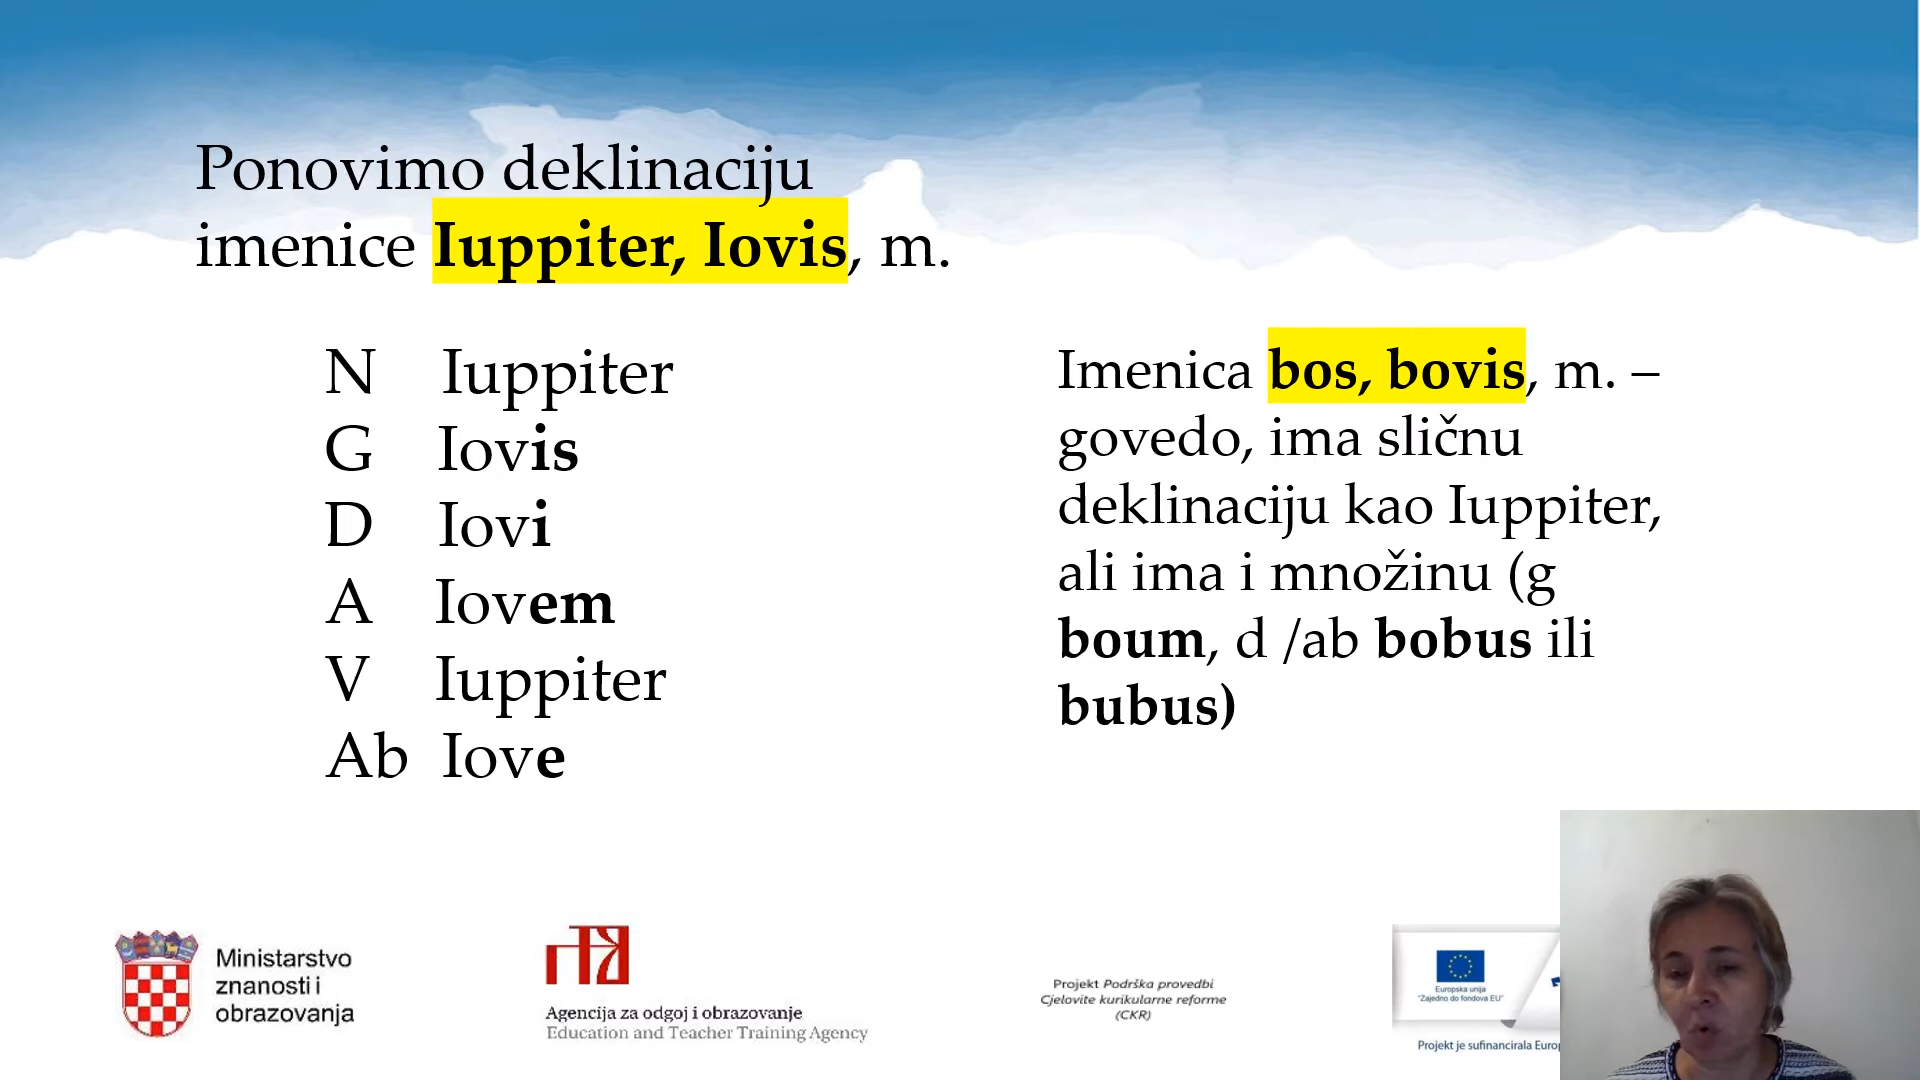 Ponovimo deklinaciju
imenice Iuppiter, Iovis, m.
N Iuppiter
G Iovis
D Iovi
A Iovem
V Iuppiter
Ab Iove
Imenica bos, bovis, m. –
govedo, ima sličnu
deklinaciju kao Iuppiter,
ali ima i množinu (g
boum, d /ab bobus ili
bubus)
Ministarstvo
znanosti i
obrazovanja
Agencija za odgoj i obrazovanje
Education and Teacher Training Agency
Projekt Podrška provedbi
Cjelovite kurikularne reforme
(CKR)
Europska unija
"Zajedno do fondova EU"
Projekt je sufinancirala